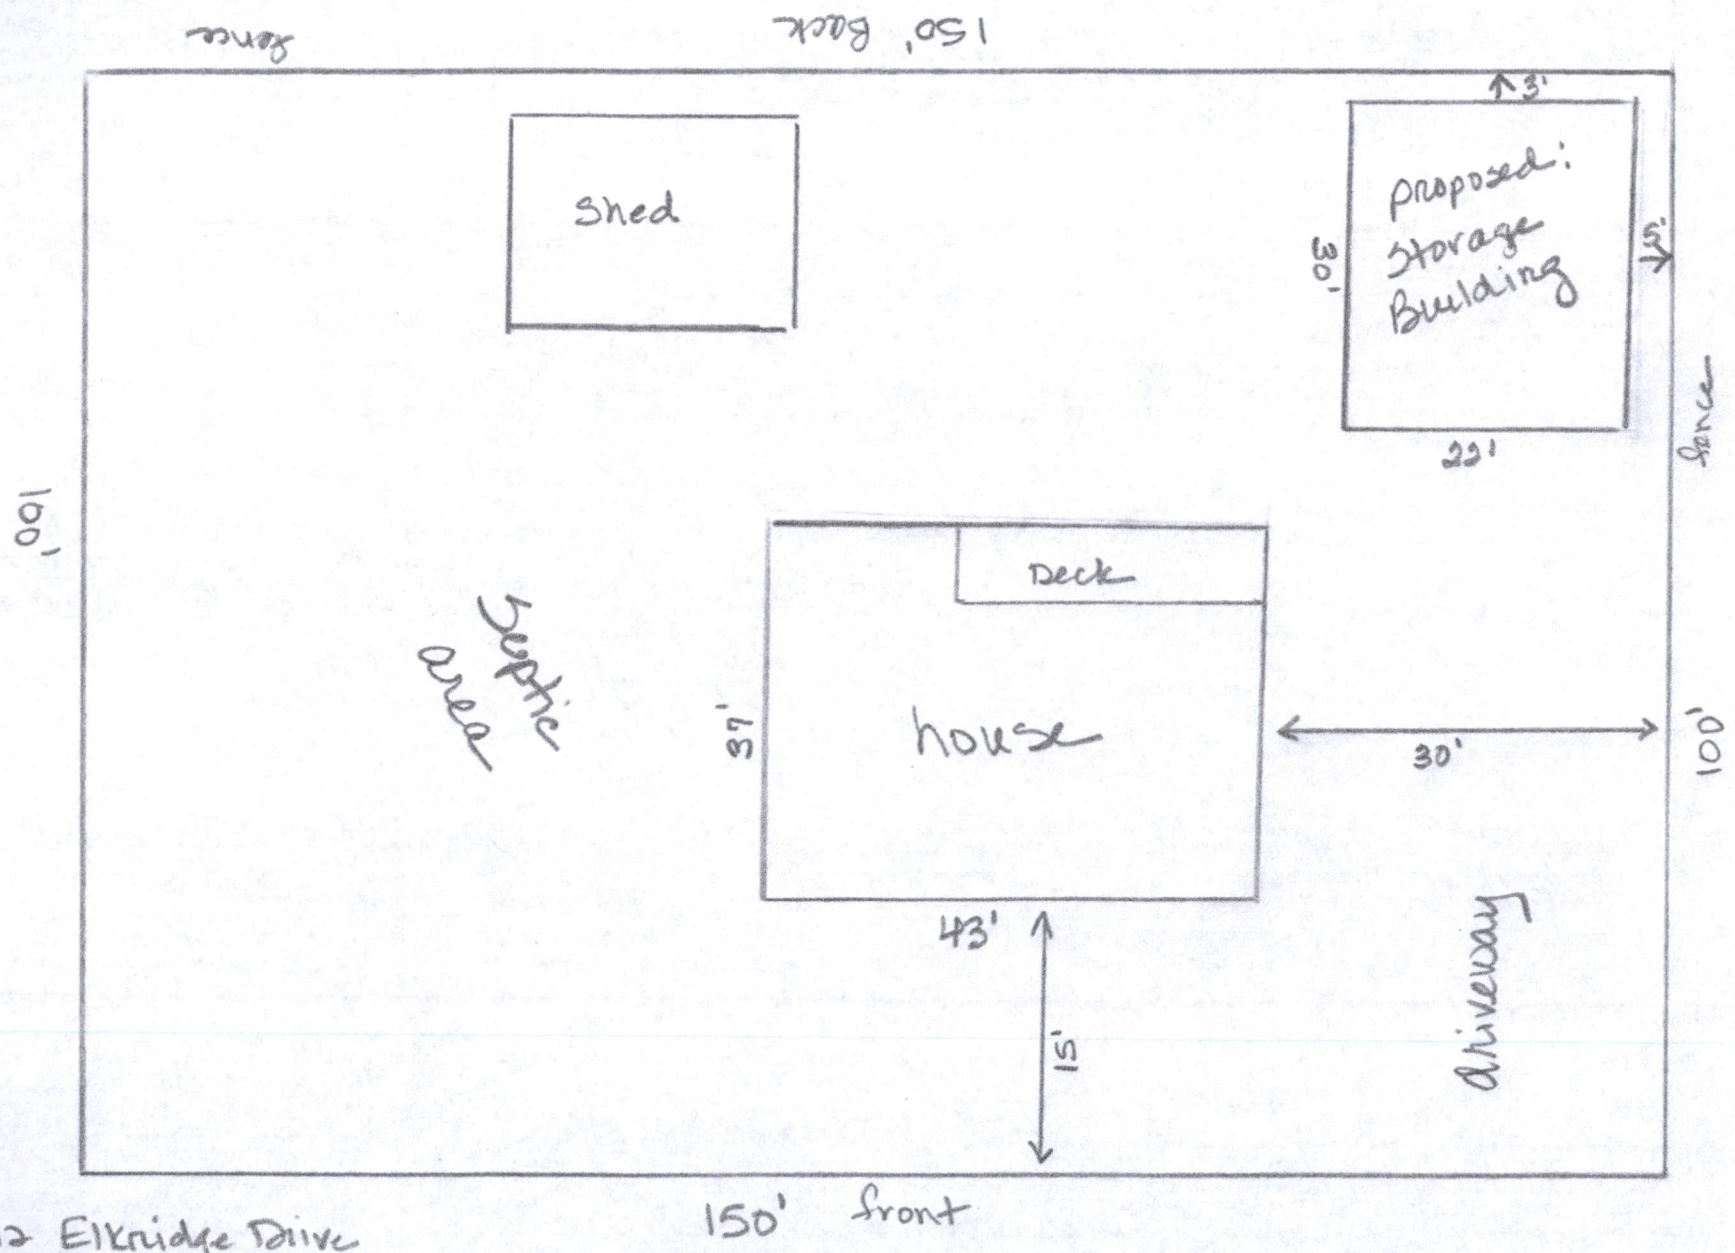 fence
150' Back
3'
Shed
proposed:
Storage
Building
30'
5'
22'
fence
100'
Deck
Septic
area
37'
house
30'
100'
43'
15'
driveway
150' front
Elkridge Drive